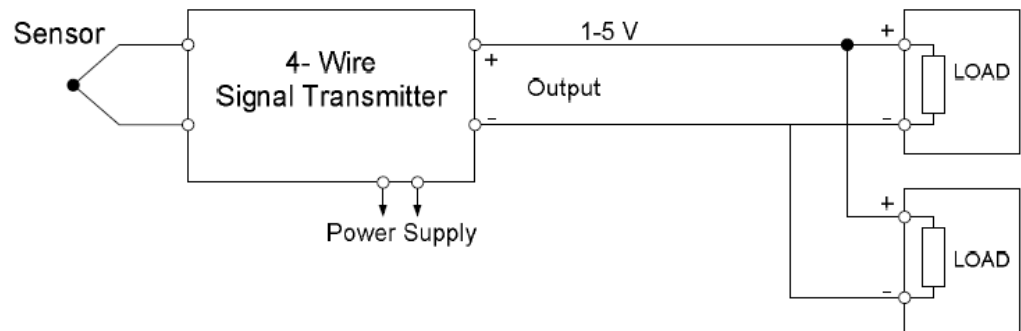 Sensor
4- Wire
Signal Transmitter
1-5 V
+
Output
-
Power Supply
+
LOAD
-
+
LOAD
-